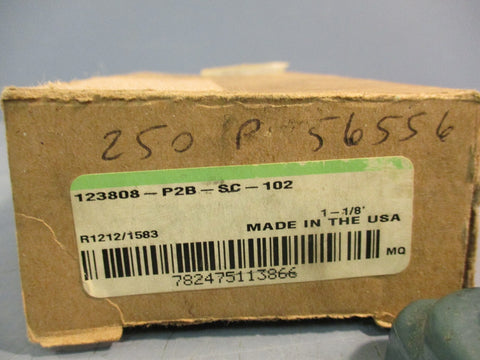 250 P 56556
123808-P2B-SC-102
1-1/8"
R1212/1583 MADE IN THE USA
MQ
782475113866